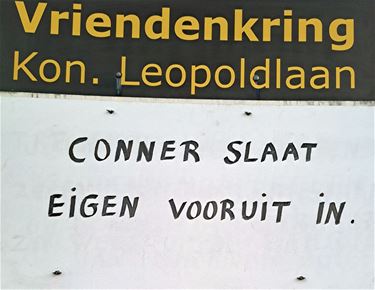 Vriendenkring
Kon. Leopoldlaan
CONNER SLAAT
EIGEN VOORUIT IN.